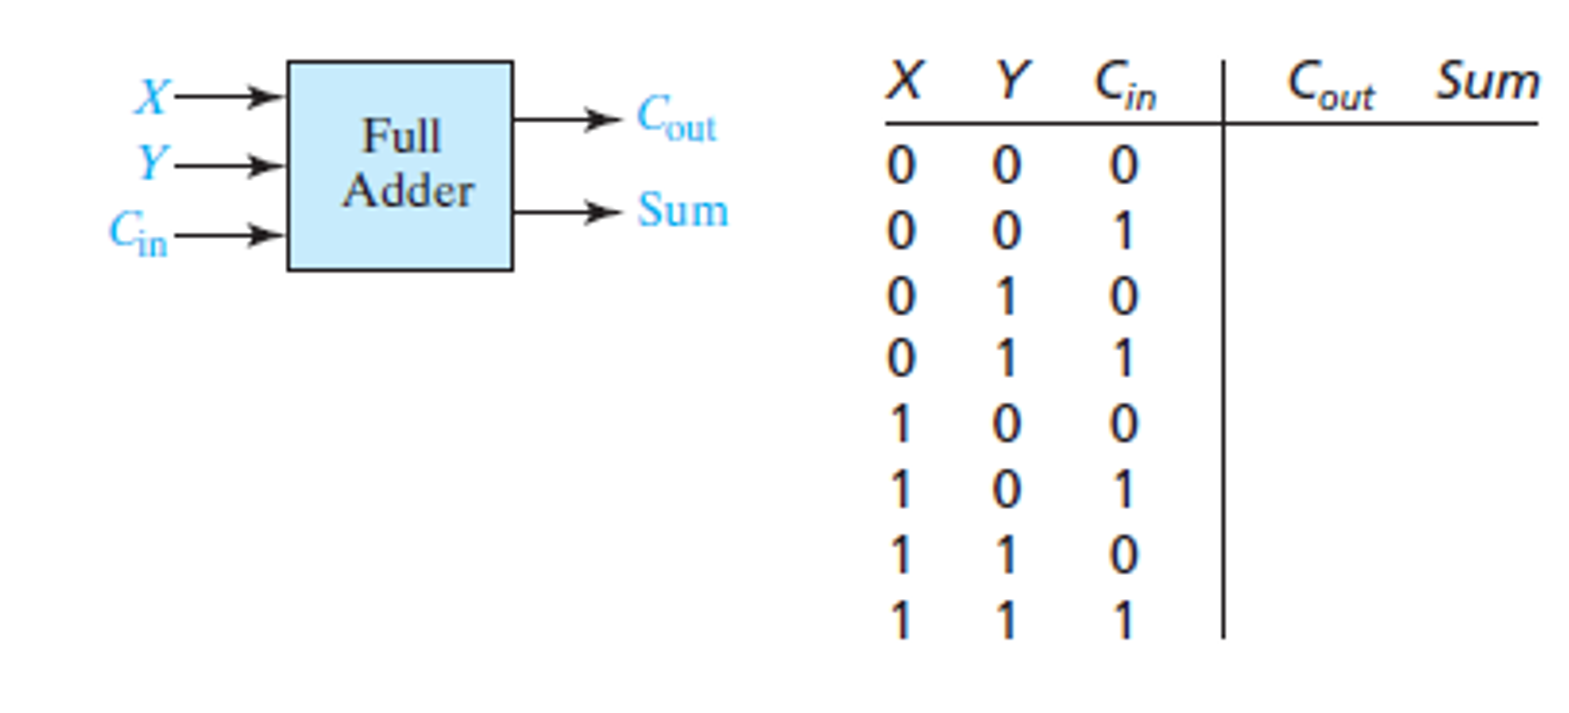 X
Y
Cin
Full
Adder
Cout
Sum
X Y Cin Cout Sum
0 0 0
0 0 1
0 1 0
0 1 1
1 0 0
1 0 1
1 1 0
1 1 1